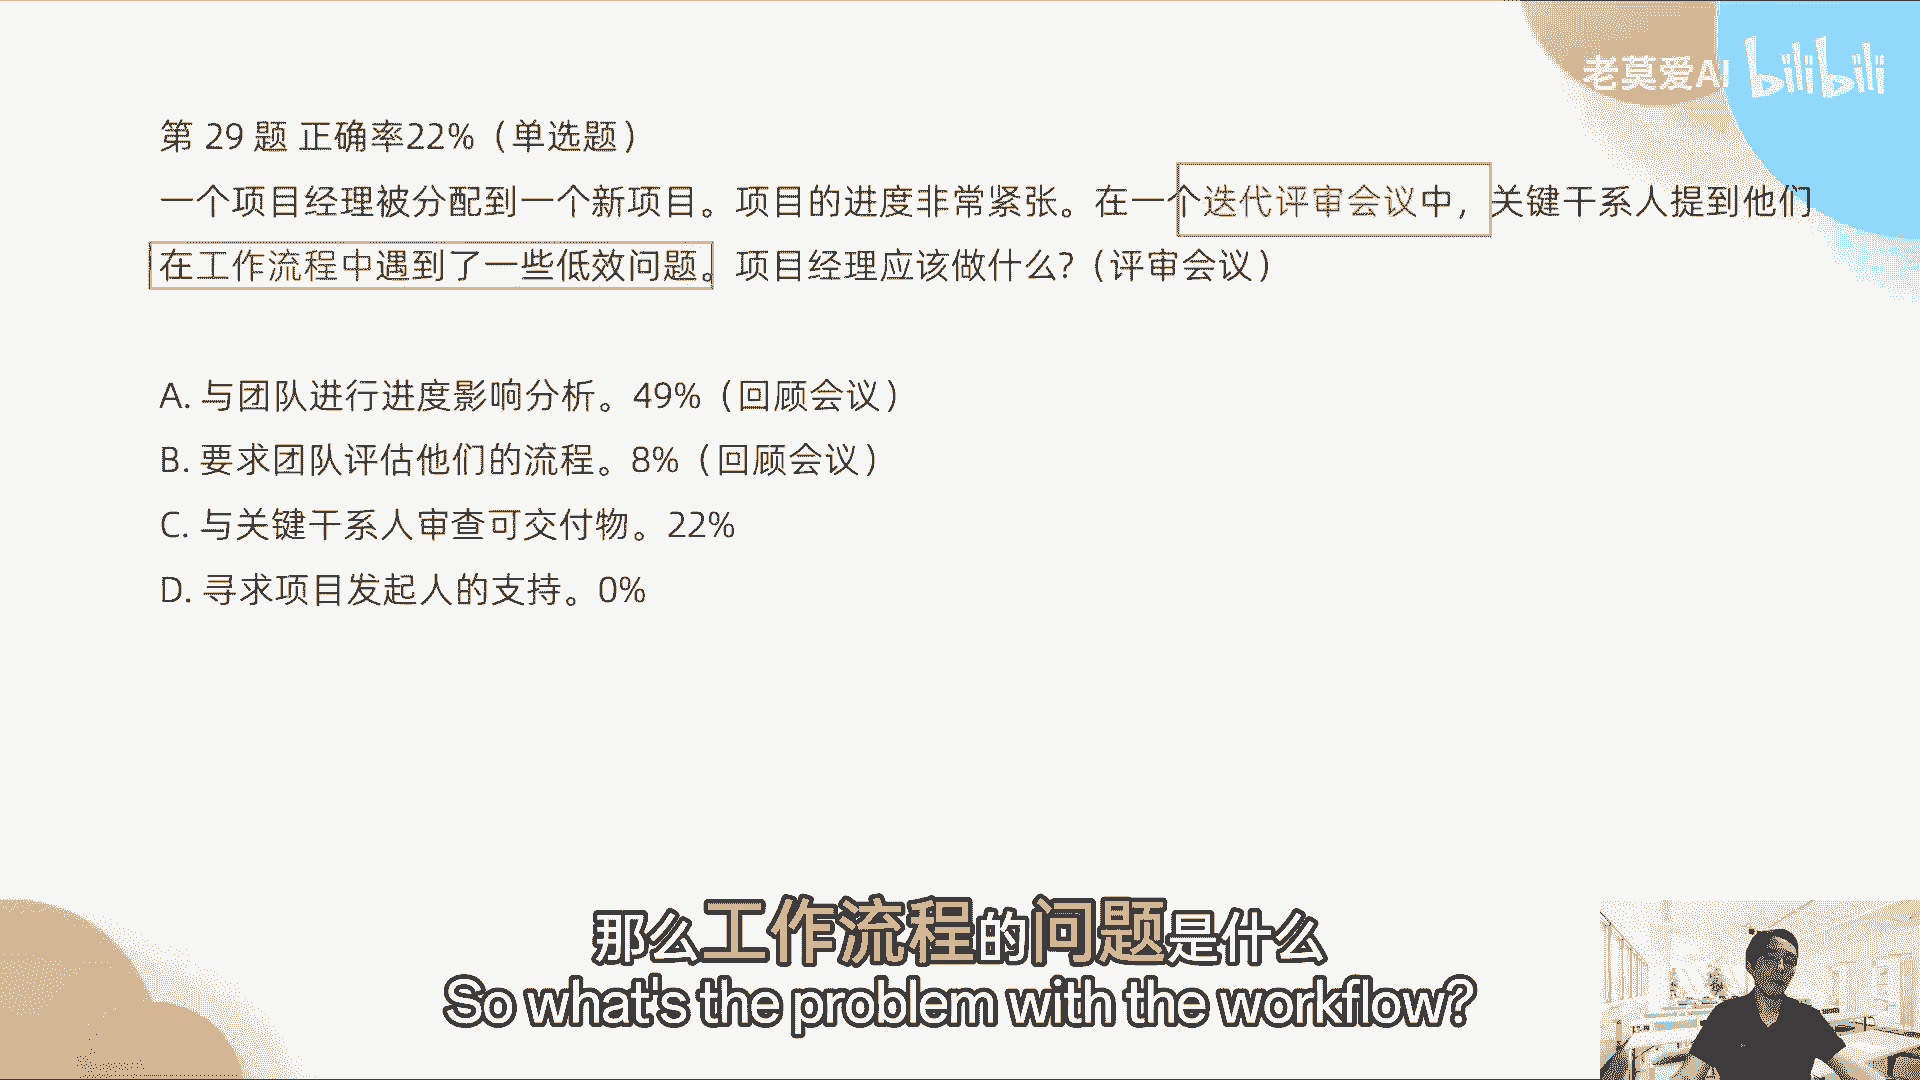 老莫爱AI bilibili
第 29 题 正确率22%（单选题）
一个项目经理被分配到一个新项目。项目的进度非常紧张。在一个迭代评审会议中，关键干系人提到他们
在工作流程中遇到了一些低效问题。项目经理应该做什么?（评审会议）
A. 与团队进行进度影响分析。49%（回顾会议）
B. 要求团队评估他们的流程。8%（回顾会议）
C. 与关键干系人审查可交付物。22%
D. 寻求项目发起人的支持。0%
那么工作流程的问题是什么
So what's the problem with the workflow?